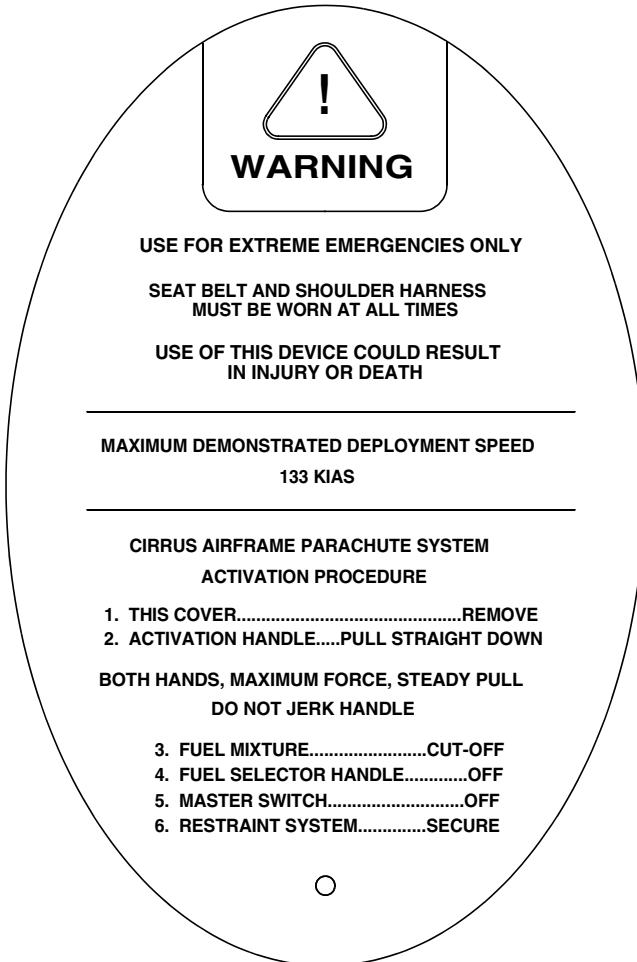 !
WARNING
USE FOR EXTREME EMERGENCIES ONLY
SEAT BELT AND SHOULDER HARNESS
MUST BE WORN AT ALL TIMES
USE OF THIS DEVICE COULD RESULT
IN INJURY OR DEATH
MAXIMUM DEMONSTRATED DEPLOYMENT SPEED
133 KIAS
CIRRUS AIRFRAME PARACHUTE SYSTEM
ACTIVATION PROCEDURE
1. THIS COVER..............................................REMOVE
2. ACTIVATION HANDLE.....PULL STRAIGHT DOWN
BOTH HANDS, MAXIMUM FORCE, STEADY PULL
DO NOT JERK HANDLE
3. FUEL MIXTURE........................CUT-OFF
4. FUEL SELECTOR HANDLE.............OFF
5. MASTER SWITCH............................OFF
6. RESTRAINT SYSTEM..............SECURE